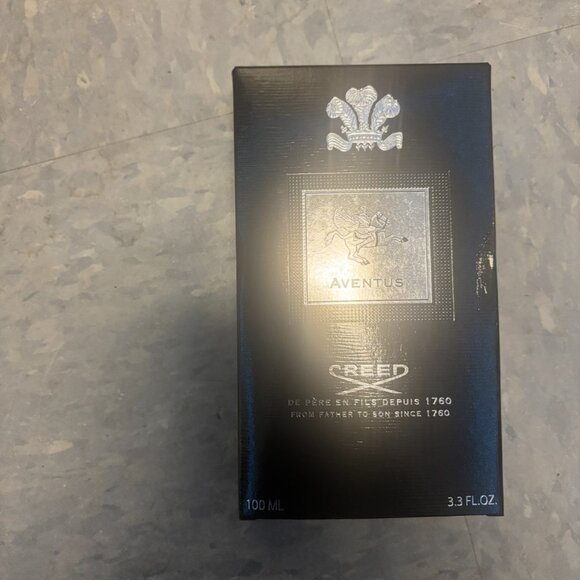 AVENTUS
CREED
DE PÈRE EN FILS DEPUIS 1760
FROM FATHER TO SON SINCE 1760
100 ML 3.3 FL.OZ.